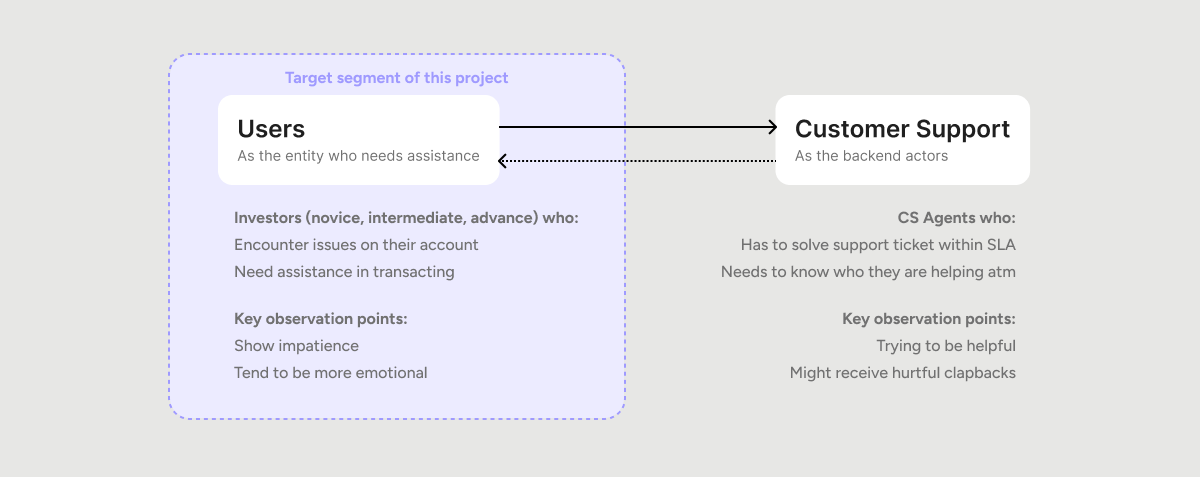 Target segment of this project
Users
As the entity who needs assistance
Investors (novice, intermediate, advance) who:
Encounter issues on their account
Need assistance in transacting
Key observation points:
Show impatience
Tend to be more emotional
Customer Support
As the backend actors
CS Agents who:
Has to solve support ticket within SLA
Needs to know who they are helping atm
Key observation points:
Trying to be helpful
Might receive hurtful clapbacks